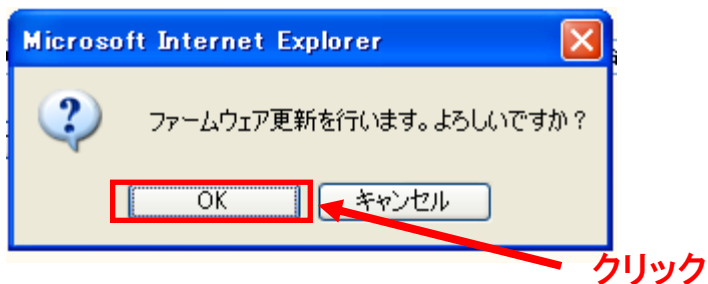 Microsoft Internet Explorer
ファームウェア更新を行います。よろしいですか？
OK キャンセル
クリック